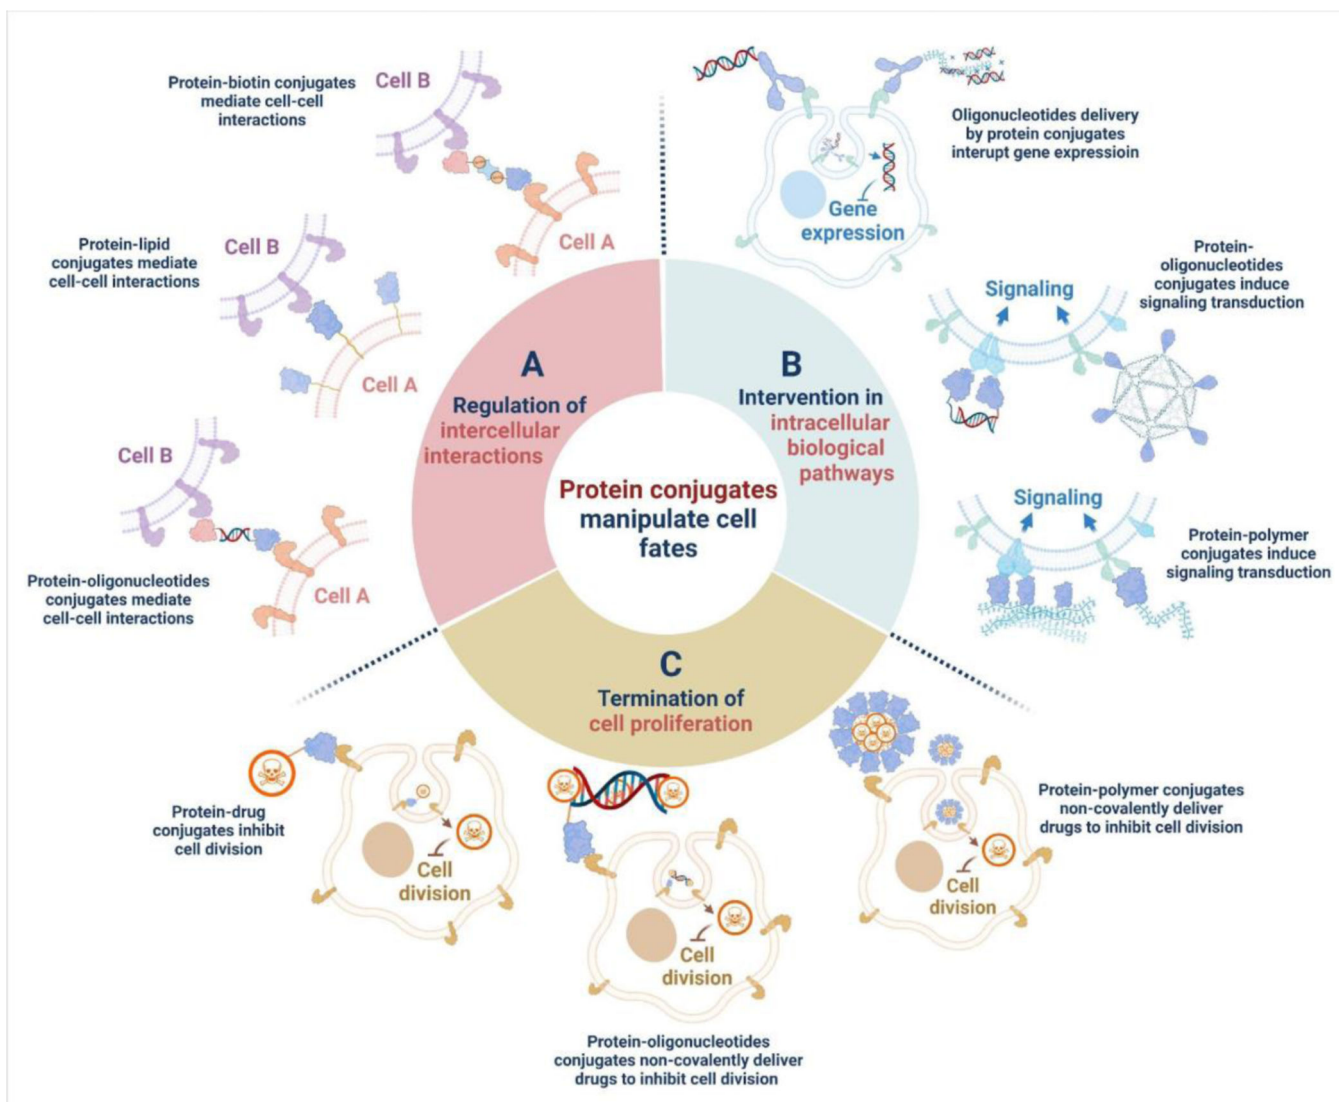 Protein-biotin conjugates
mediate cell-cell
interactions
Cell B
Cell A
Protein-lipid
conjugates mediate
cell-cell interactions
Cell B
Cell A
Cell B
Protein-oligonucleotides
conjugates mediate
cell-cell interactions
Cell A
A
Regulation of
intercellular
interactions
Protein conjugates
manipulate cell
fates
B
Intervention in
intracellular
biological
pathways
Oligonucleotides delivery
by protein conjugates
interupt gene expressioin
Gene
expression
Protein-
oligonucleotides
conjugates induce
signaling transduction
Signaling
Signaling
Protein-polymer
conjugates induce
signaling transduction
C
Termination of
cell proliferation
Protein-drug
conjugates inhibit
cell division
Cell
division
Cell
division
Protein-oligonucleotides
conjugates non-covalently deliver
drugs to inhibit cell division
Protein-polymer conjugates
non-covalently deliver
drugs to inhibit cell division
Cell
division